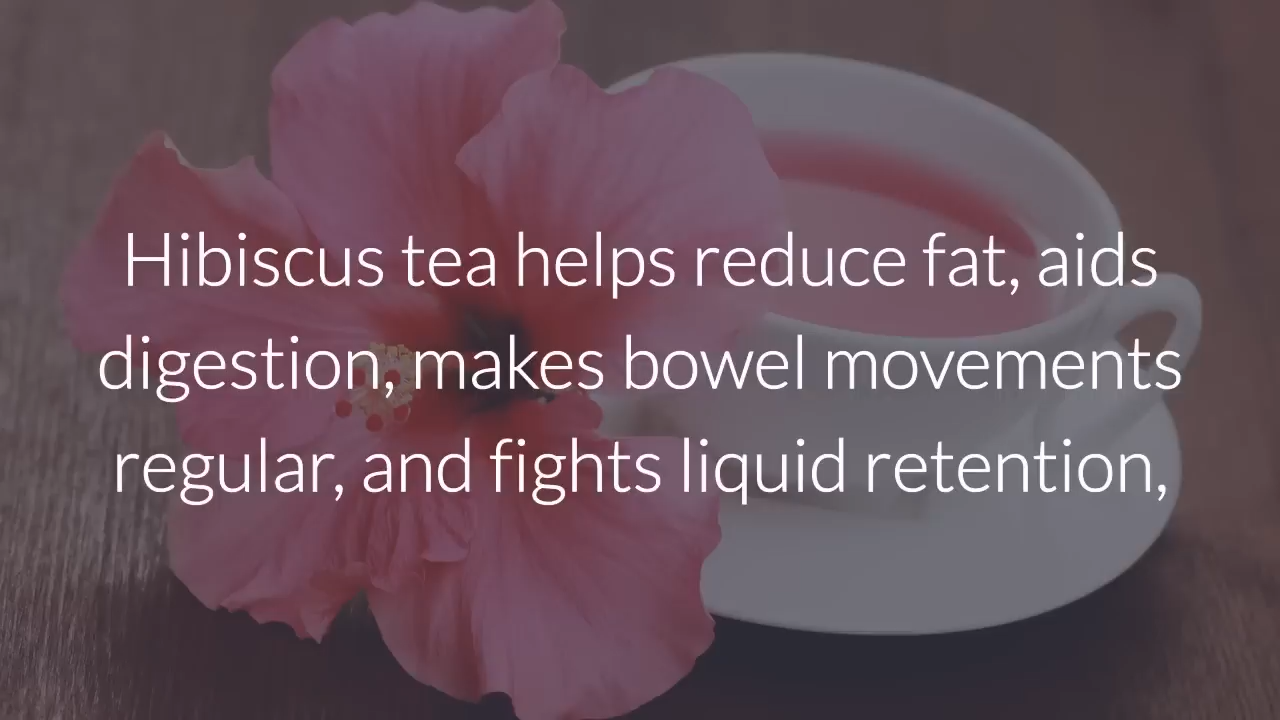 Hibiscus tea helps reduce fat, aids
digestion, makes bowel movements
regular, and fights liquid retention,